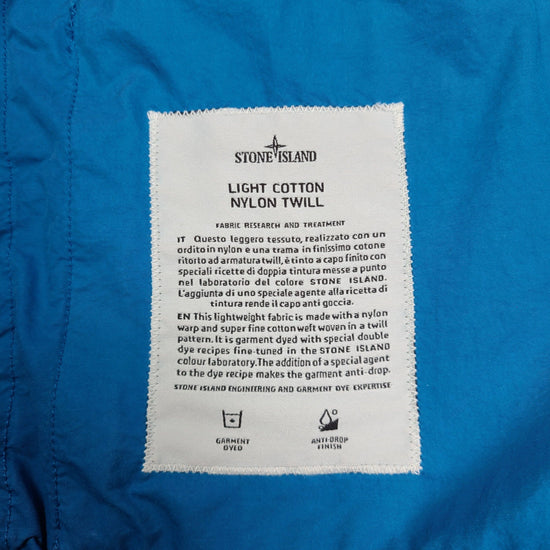 STONE ISLAND
LIGHT COTTON
NYLON TWILL
FABRIC RESEARCH AND TREATMENT
IT Questo leggero tessuto, realizzato con un
ordito in nylon e una trama in finissimo cotone
ritorto ad armatura twill, è tinto a capo finito con
speciali ricette di doppia tintura messe a punto
nel laboratorio del colore STONE ISLAND.
L'aggiunta di uno speciale agente alla ricetta di
tintura rende il capo anti goccia.
EN This lightweight fabric is made with a nylon
warp and super fine cotton weft woven in a twill
pattern. It is garment dyed with special double
dye recipes fine-tuned in the STONE ISLAND
colour laboratory. The addition of a special agent
to the dye recipe makes the garment anti-drop.
STONE ISLAND ENGINEERING AND GARMENT DYE EXPERTISE
GARMENT
DYED
ANTI-DROP
FINISH